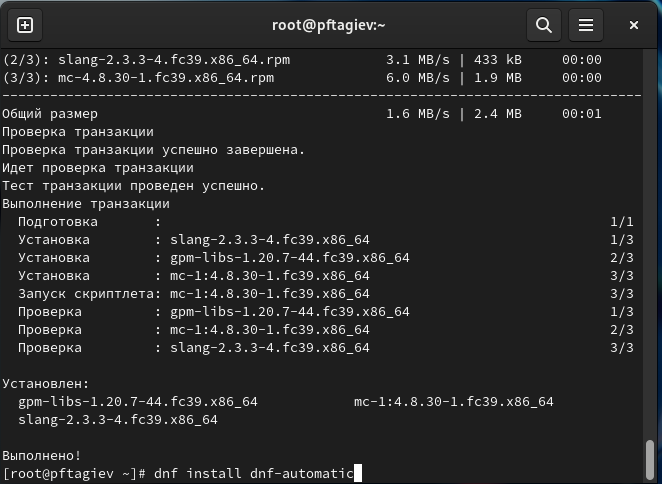 root@pftagiev:~
(2/3): slang-2.3.3-4.fc39.x86_64.rpm 3.1 MB/s | 433 kB 00:00
(3/3): mc-4.8.30-1.fc39.x86_64.rpm 6.0 MB/s | 1.9 MB 00:00
--------------------------------------------------------------------------------
Общий размер 1.6 MB/s | 2.4 MB 00:01
Проверка транзакции
Проверка транзакции успешно завершена.
Идет проверка транзакции
Тест транзакции проведен успешно.
Выполнение транзакции
Подготовка : 1/1
Установка : slang-2.3.3-4.fc39.x86_64 1/3
Установка : gpm-libs-1.20.7-44.fc39.x86_64 2/3
Установка : mc-1:4.8.30-1.fc39.x86_64 3/3
Запуск скриптлета: mc-1:4.8.30-1.fc39.x86_64 3/3
Проверка : gpm-libs-1.20.7-44.fc39.x86_64 1/3
Проверка : mc-1:4.8.30-1.fc39.x86_64 2/3
Проверка : slang-2.3.3-4.fc39.x86_64 3/3
Установлен:
gpm-libs-1.20.7-44.fc39.x86_64 mc-1:4.8.30-1.fc39.x86_64
slang-2.3.3-4.fc39.x86_64
Выполнено!
[root@pftagiev ~]# dnf install dnf-automatic